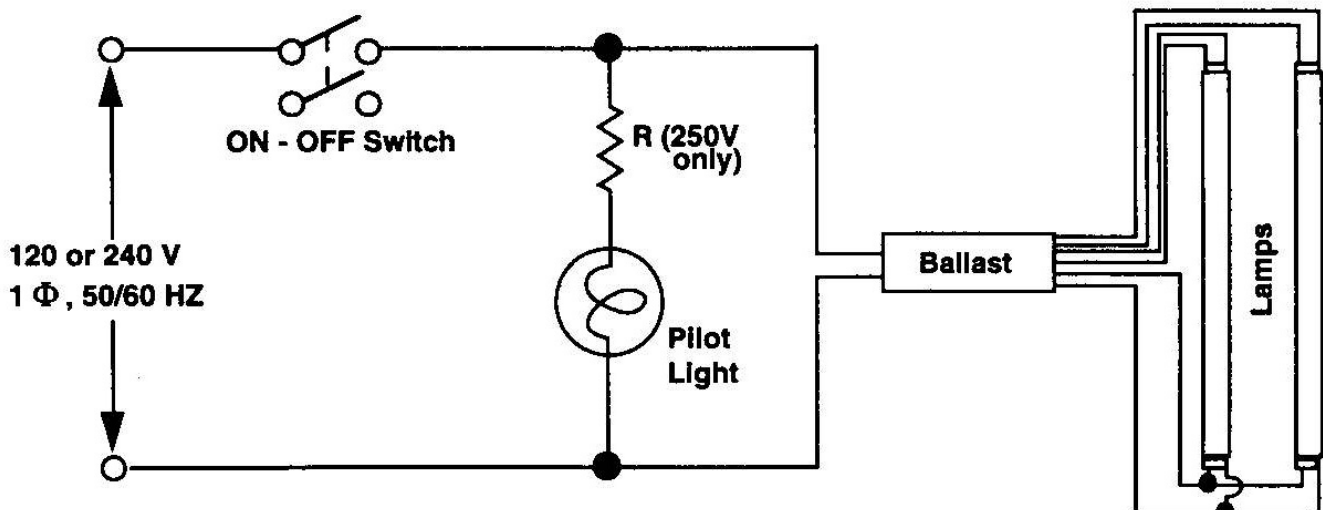 ON - OFF Switch
R (250V
only)
120 or 240 V
1 Φ, 50/60 HZ
Ballast
Lamps
Pilot
Light